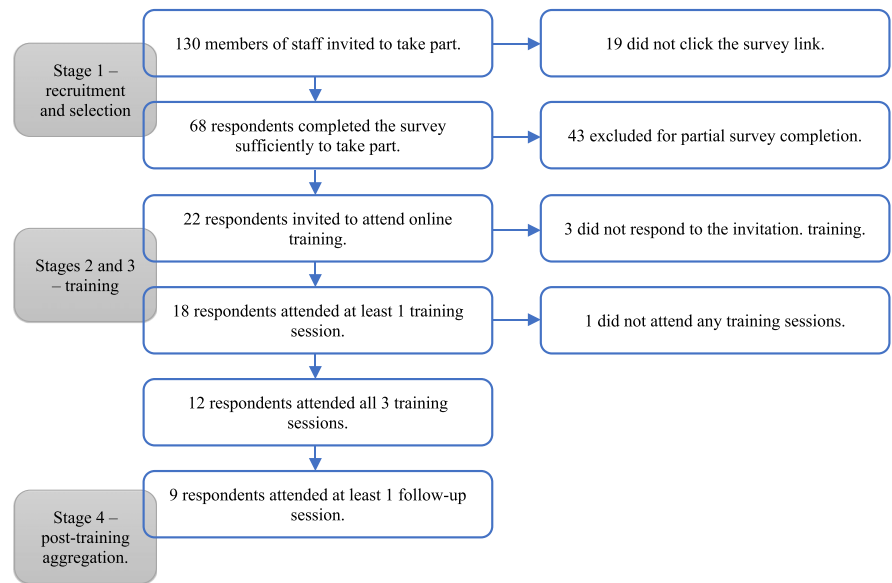 Stage 1 –
recruitment
and selection
130 members of staff invited to take part.
19 did not click the survey link.
68 respondents completed the survey
sufficiently to take part.
43 excluded for partial survey completion.
Stages 2 and 3
– training
22 respondents invited to attend online
training.
3 did not respond to the invitation. training.
18 respondents attended at least 1 training
session.
1 did not attend any training sessions.
12 respondents attended all 3 training
sessions.
Stage 4 –
post-training
aggregation.
9 respondents attended at least 1 follow-up
session.